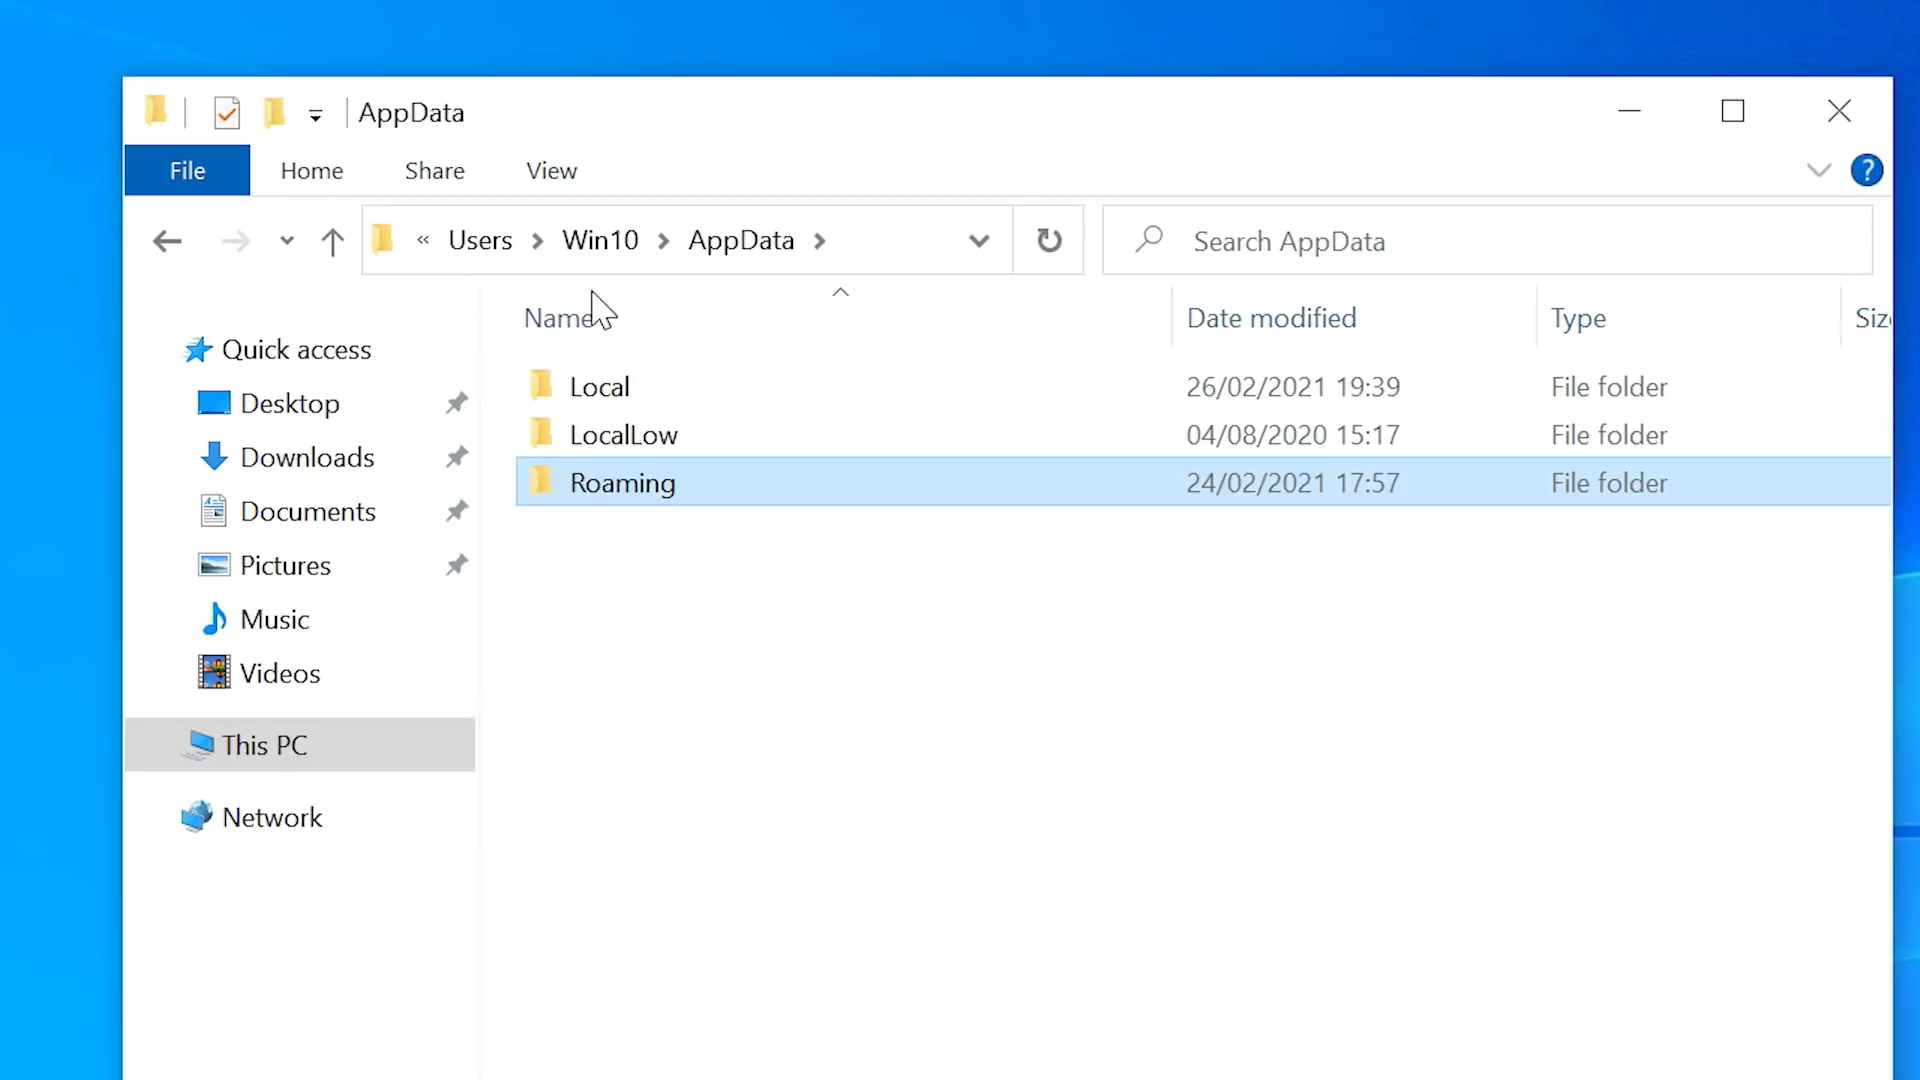 AppData
File Home Share View
« Users > Win10 > AppData > Search AppData
Name Date modified Type Siz
Quick access
Desktop
Downloads
Documents
Pictures
Music
Videos
This PC
Network
Local 26/02/2021 19:39 File folder
LocalLow 04/08/2020 15:17 File folder
Roaming 24/02/2021 17:57 File folder